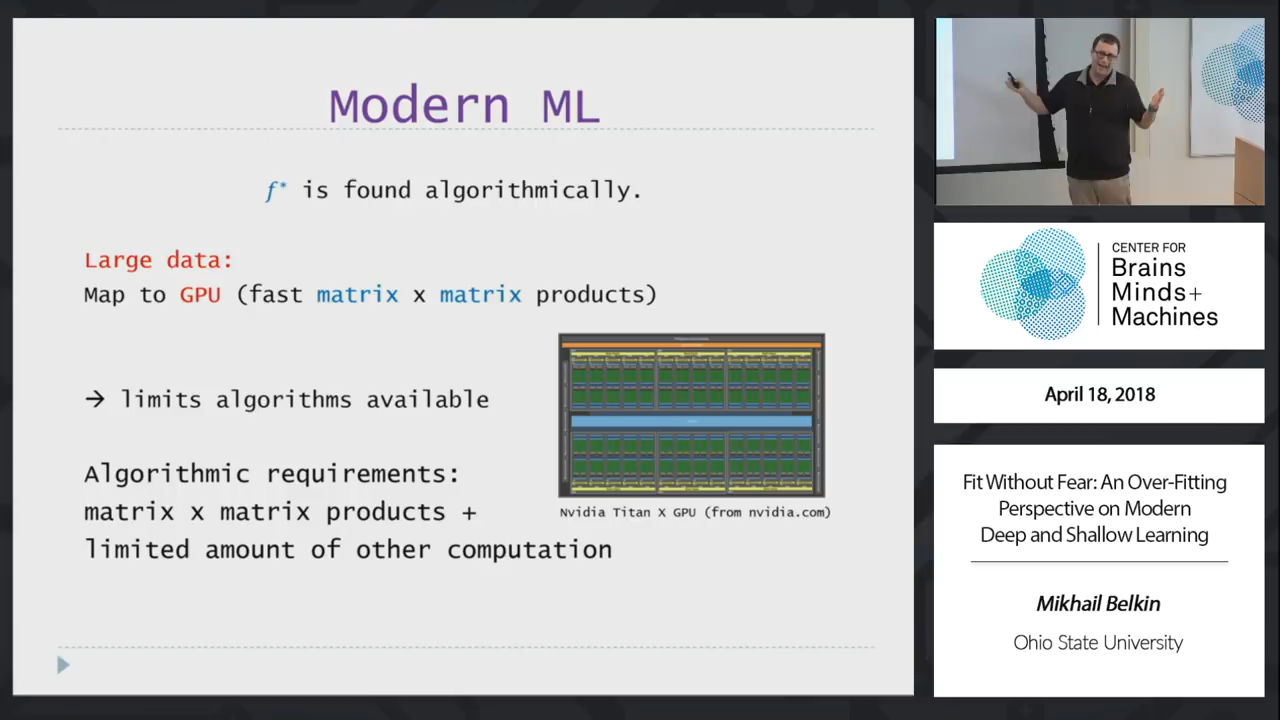 Modern ML
f* is found algorithmically.
Large data:
Map to GPU (fast matrix x matrix products)
→ limits algorithms available
Algorithmic requirements:
matrix x matrix products +
limited amount of other computation
Nvidia Titan X GPU (from nvidia.com)
CENTER FOR
Brains
Minds+
Machines
April 18, 2018
Fit Without Fear: An Over-Fitting
Perspective on Modern
Deep and Shallow Learning
Mikhail Belkin
Ohio State University